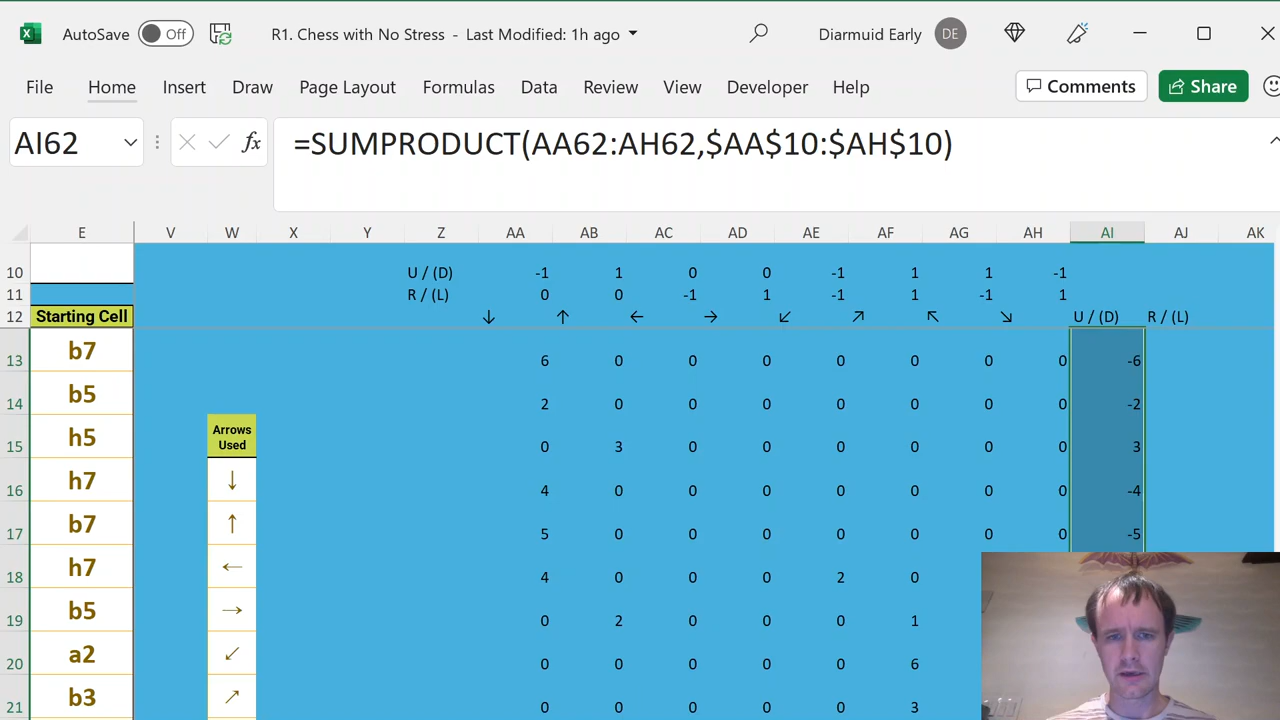 AutoSave Off R1. Chess with No Stress - Last Modified: 1h ago Diarmuid Early DE
File Home Insert Draw Page Layout Formulas Data Review View Developer Help Comments Share
AI62 fx =SUMPRODUCT(AA62:AH62,$AA$10:$AH$10)
E V W X Y Z AA AB AC AD AE AF AG AH AI AJ AK
10 U / (D) -1 1 0 0 -1 1 1 -1
11 R / (L) 0 0 -1 1 -1 1 -1 1
12 Starting Cell ↓ ↑ ← → ↙ ↗ ↖ ↘ U / (D) R / (L)
13 b7 6 0 0 0 0 0 0 0 -6
14 b5 2 0 0 0 0 0 0 0 -2
15 h5 Arrows Used 0 3 0 0 0 0 0 0 3
16 h7 ↓ 4 0 0 0 0 0 0 0 -4
17 b7 ↑ 5 0 0 0 0 0 0 0 -5
18 h7 ← 4 0 0 0 2 0
19 b5 → 0 2 0 0 0 1
20 a2 ↙ 0 0 0 0 0 6
21 b3 ↗ 0 0 0 0 0 3